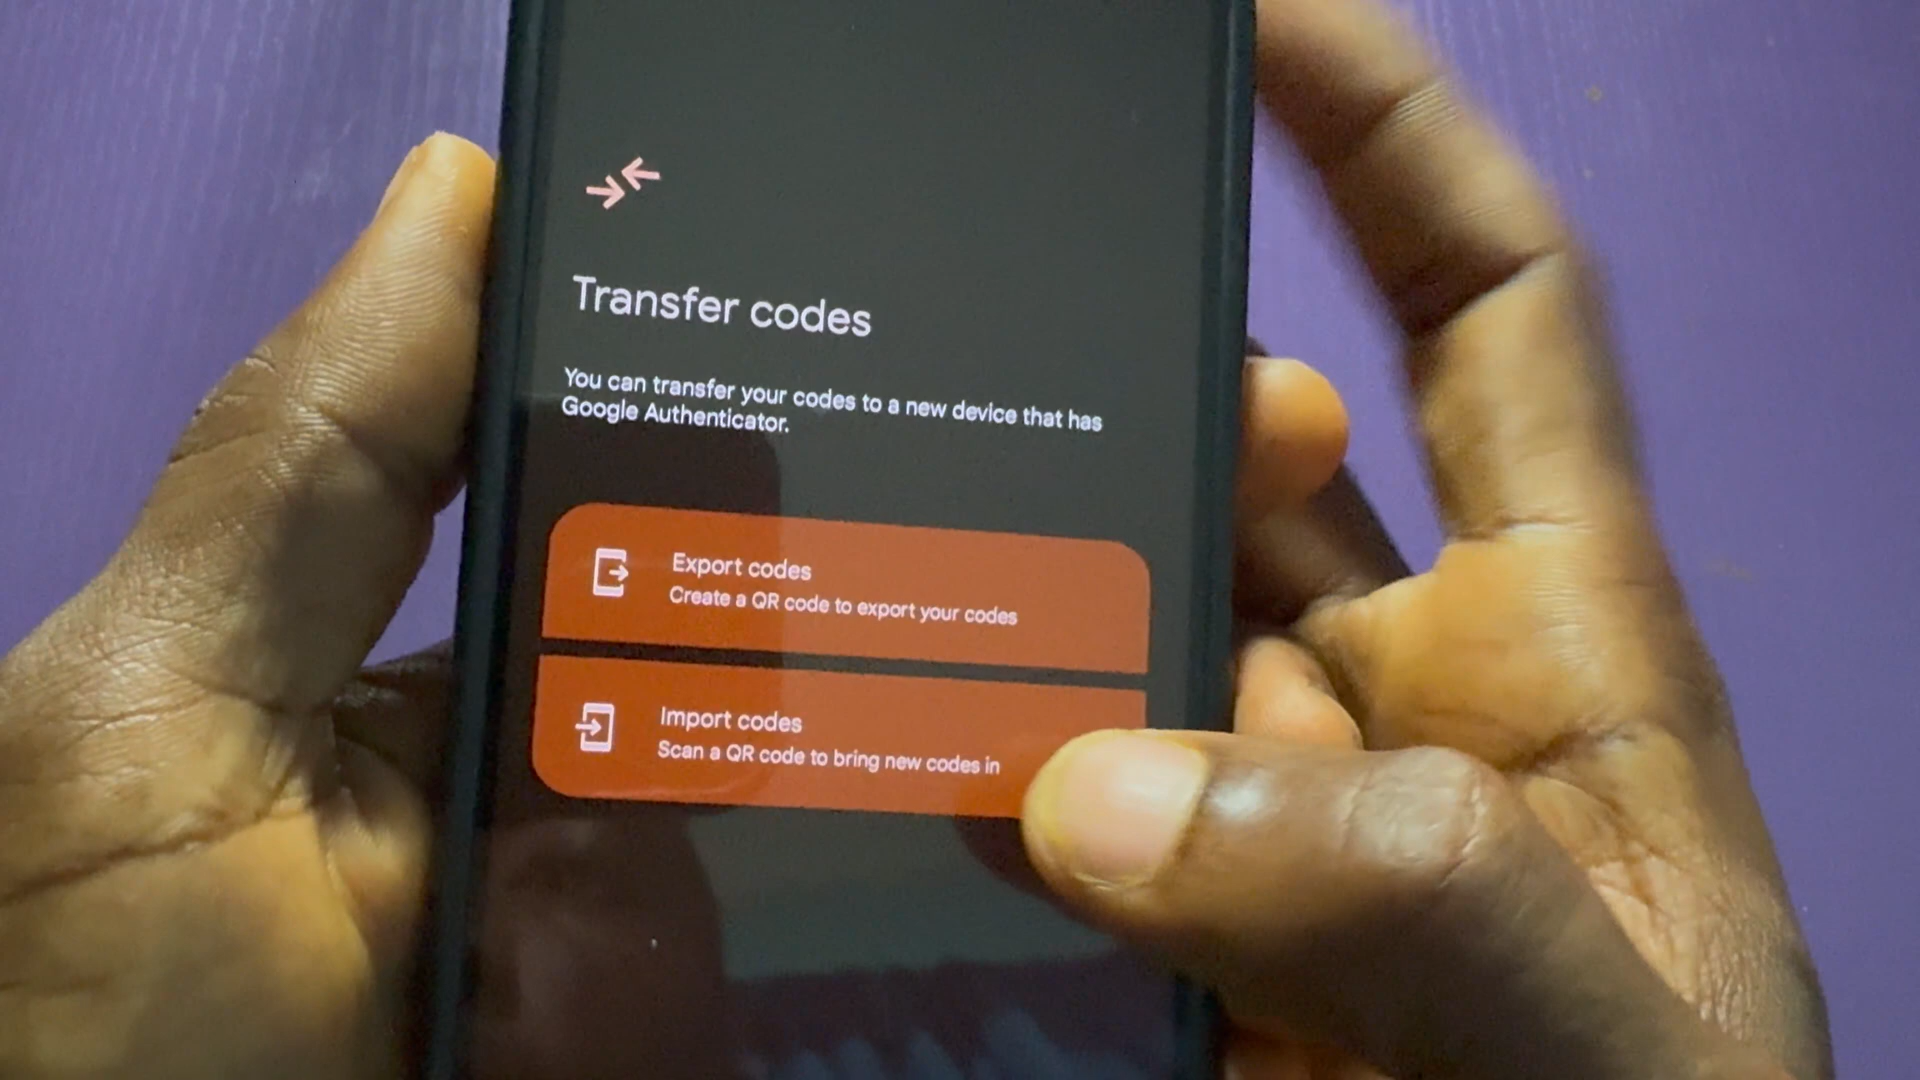 Transfer codes
You can transfer your codes to a new device that has
Google Authenticator.
Export codes
Create a QR code to export your codes
Import codes
Scan a QR code to bring new codes in